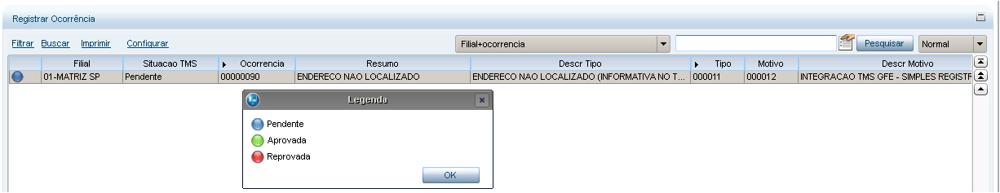 Registrar Ocorrência
Filtrar Buscar Imprimir Configurar Filial+ocorrencia Pesquisar Normal
Filial Situacao TMS Ocorrencia Resumo Descr Tipo Tipo Motivo Descr Motivo
01-MATRIZ SP Pendente 00000090 ENDERECO NAO LOCALIZADO ENDERECO NAO LOCALIZADO (INFORMATIVA NO T... 000011 000012 INTEGRACAO TMS GFE - SIMPLES REGISTR
Legenda
Pendente
Aprovada
Reprovada
OK